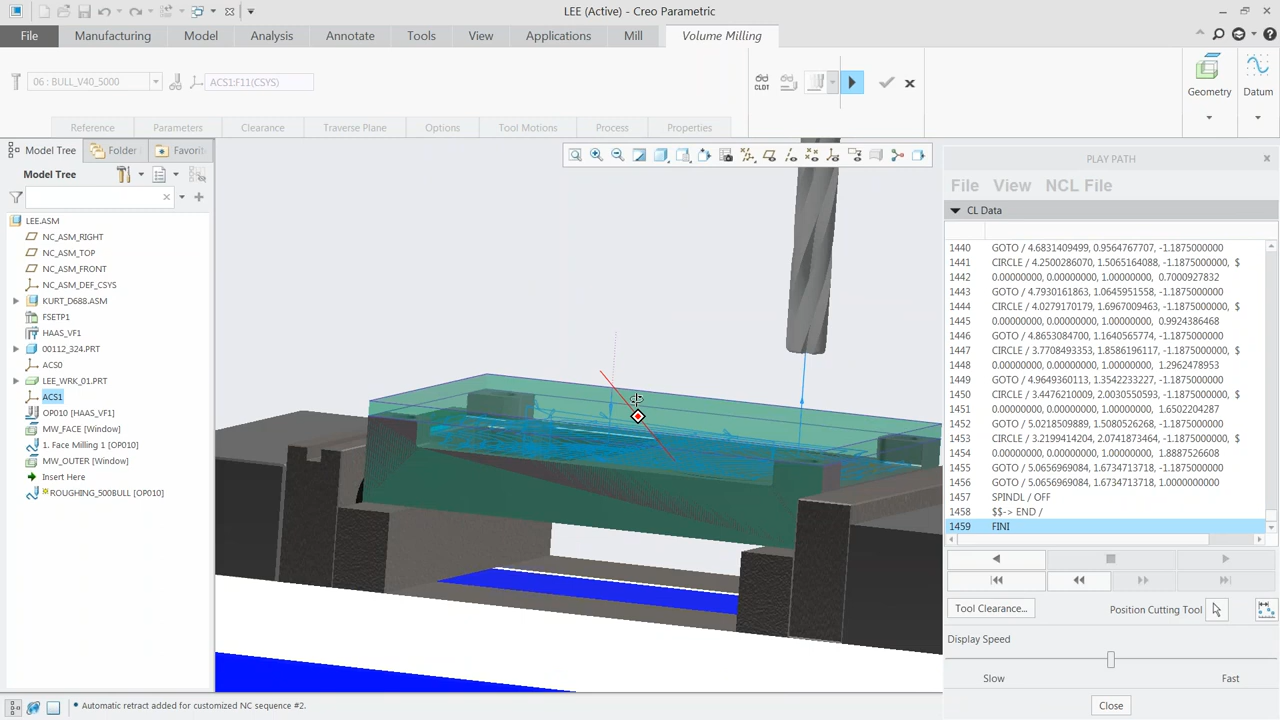 LEE (Active) - Creo Parametric
File Manufacturing Model Analysis Annotate Tools View Applications Mill Volume Milling
06 : BULL_V40_5000 ACS1:F11(CSYS)
CLDT
Geometry Datum
Reference Parameters Clearance Traverse Plane Options Tool Motions Process Properties
Model Tree Folder Favorit
Model Tree
LEE.ASM
NC_ASM_RIGHT
NC_ASM_TOP
NC_ASM_FRONT
NC_ASM_DEF_CSYS
KURT_D688.ASM
FSETP1
HAAS_VF1
00112_324.PRT
ACS0
LEE_WRK_01.PRT
ACS1
OP010 [HAAS_VF1]
MW_FACE [Window]
1. Face Milling 1 [OP010]
MW_OUTER [Window]
Insert Here
ROUGHING_500BULL [OP010]
PLAY PATH
File View NCL File
CL Data
1440 GOTO / 4.6831409499, 0.9564767707, -1.1875000000
1441 CIRCLE / 4.2500286070, 1.5065164088, -1.1875000000, $
1442 0.00000000, 0.00000000, 1.00000000, 0.7000927832
1443 GOTO / 4.7930161863, 1.0645951558, -1.1875000000
1444 CIRCLE / 4.0279170179, 1.6967009463, -1.1875000000, $
1445 0.00000000, 0.00000000, 1.00000000, 0.9924386468
1446 GOTO / 4.8653084700, 1.1640565774, -1.1875000000
1447 CIRCLE / 3.7708493353, 1.8586196117, -1.1875000000, $
1448 0.00000000, 0.00000000, 1.00000000, 1.2962478953
1449 GOTO / 4.9649360113, 1.3542233227, -1.1875000000
1450 CIRCLE / 3.4476210009, 2.0030550593, -1.1875000000, $
1451 0.00000000, 0.00000000, 1.00000000, 1.6502204287
1452 GOTO / 5.0218509889, 1.5080526268, -1.1875000000
1453 CIRCLE / 3.2199414204, 2.0741873464, -1.1875000000, $
1454 0.00000000, 0.00000000, 1.00000000, 1.8887526608
1455 GOTO / 5.0656969084, 1.6734713718, -1.1875000000
1456 GOTO / 5.0656969084, 1.6734713718, 1.0000000000
1457 SPINDL / OFF
1458 $$-> END /
1459 FINI
Tool Clearance... Position Cutting Tool
Display Speed
Slow Fast
Close
• Automatic retract added for customized NC sequence #2.